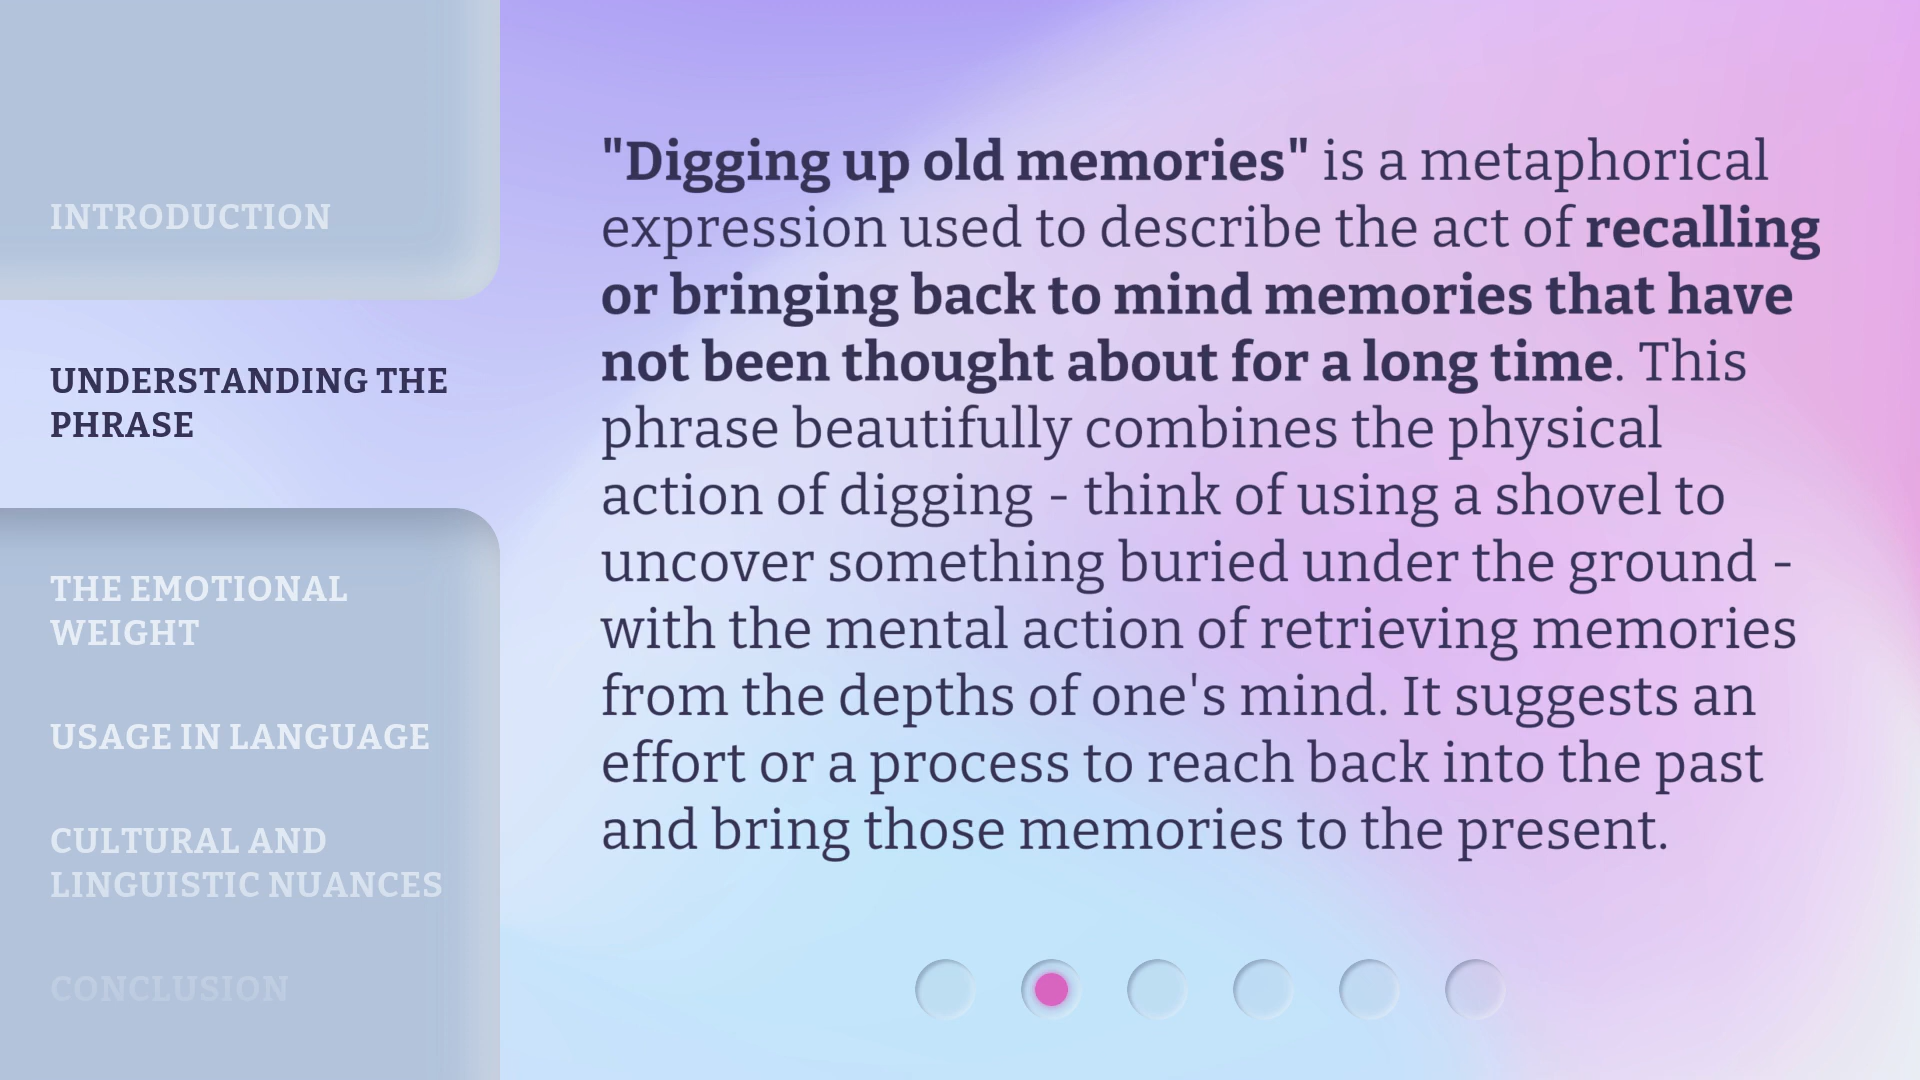 INTRODUCTION
UNDERSTANDING THE
PHRASE
THE EMOTIONAL
WEIGHT
USAGE IN LANGUAGE
CULTURAL AND
LINGUISTIC NUANCES
CONCLUSION
"Digging up old memories" is a metaphorical
expression used to describe the act of recalling
or bringing back to mind memories that have
not been thought about for a long time. This
phrase beautifully combines the physical
action of digging - think of using a shovel to
uncover something buried under the ground -
with the mental action of retrieving memories
from the depths of one's mind. It suggests an
effort or a process to reach back into the past
and bring those memories to the present.